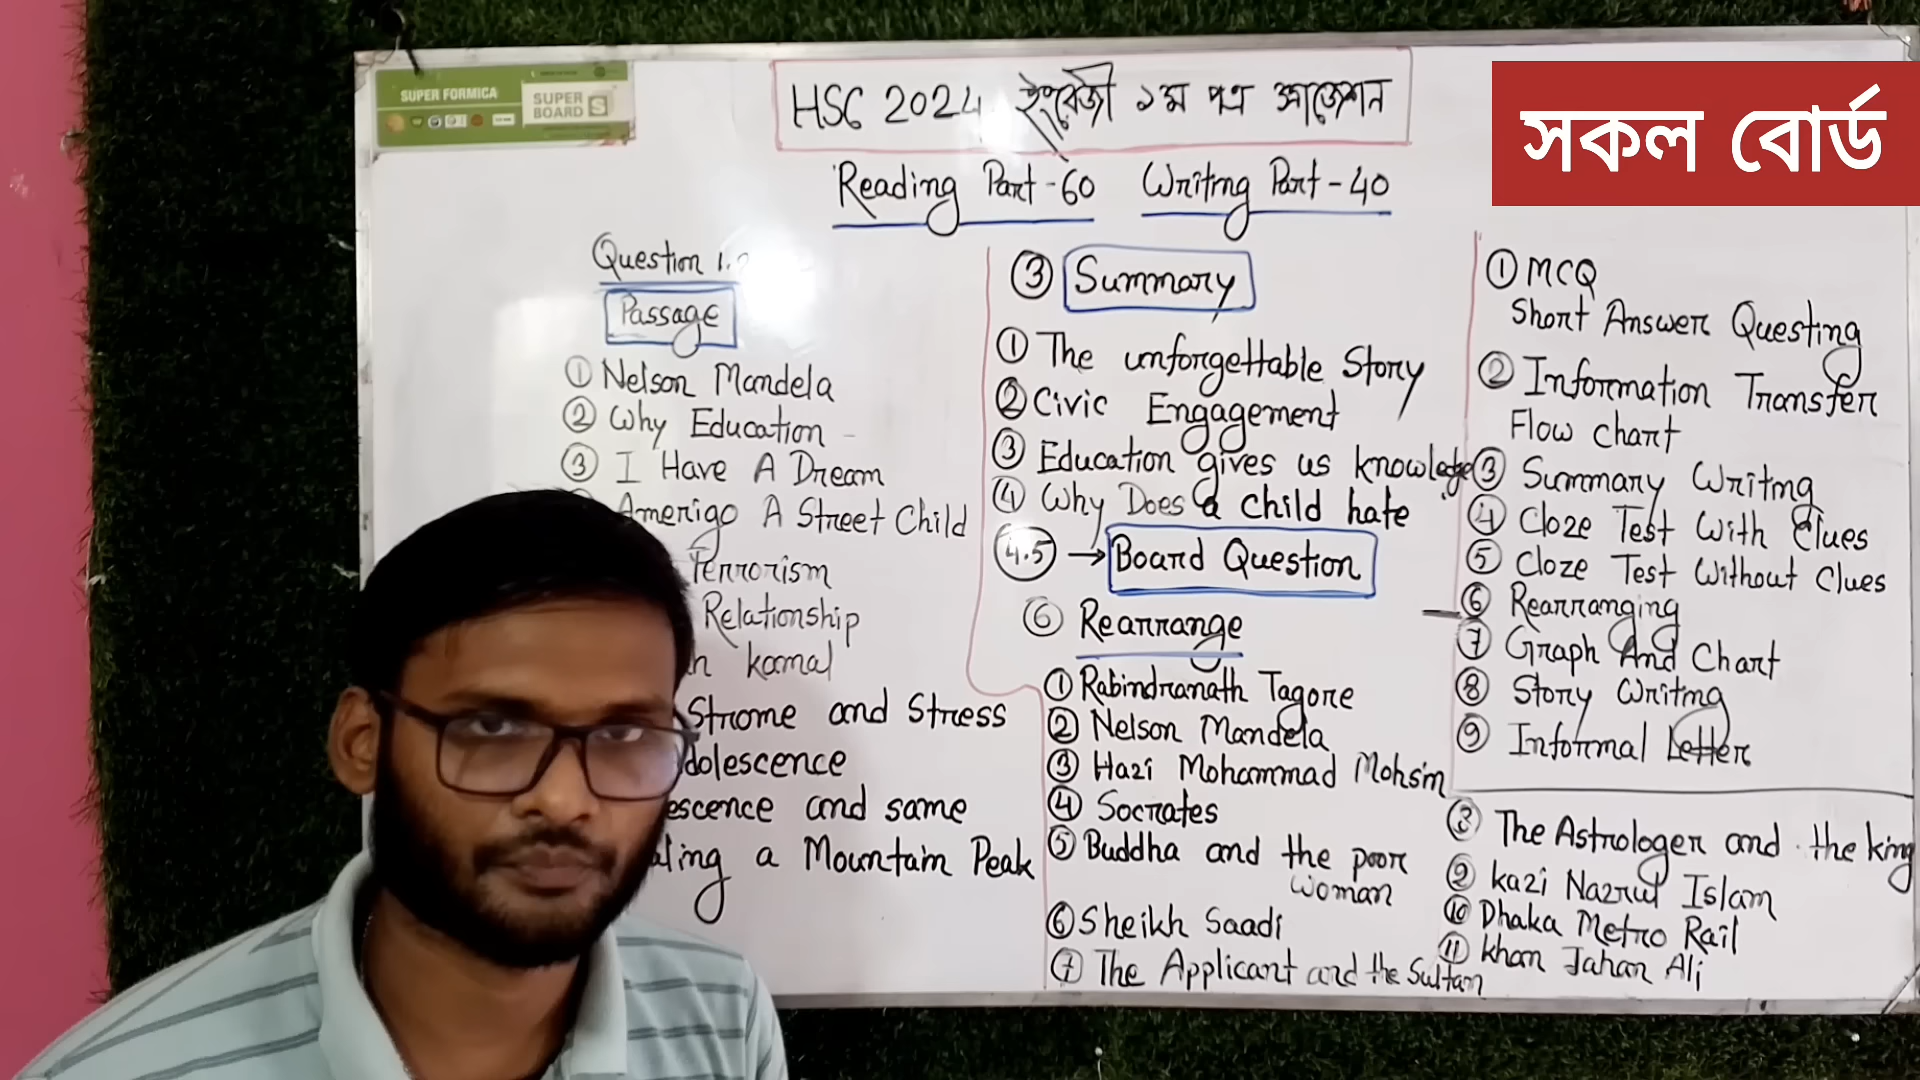 SUPER FORMICA
SUPER BOARD S
HSC 2024 ইংরেজী ১ম পত্র সাজেশন
সকল বোর্ড
Reading Part-60 Writing Part-40
Question 1.2
Passage
① Nelson Mandela
② Why Education
③ I Have A Dream
Amerigo A Street Child
Terrorism
Relationship
kamal
Strome and Stress
dolescence
escence and same
aling a Mountain Peak
③ Summary
① The unforgettable Story
② Civic Engagement
③ Education gives us knowledge
④ Why Does a child hate
4.5 → Board Question
⑥ Rearrange
① Rabindranath Tagore
② Nelson Mandela
③ Hazi Mohammad Mohsin
④ Socrates
⑤ Buddha and the poor
woman
⑥ Sheikh Saadi
⑦ The Applicant and the Sultan
① MCQ
Short Answer Questing
② Information Transfer
Flow chart
③ Summary Writing
④ Cloze Test With Clues
⑤ Cloze Test Without Clues
⑥ Rearranging
⑦ Graph And Chart
⑧ Story Writing
⑨ Informal Letter
⑧ The Astrologer and the king
⑨ kazi Nazrul Islam
⑩ Dhaka Metro Rail
⑪ khan Jahan Ali